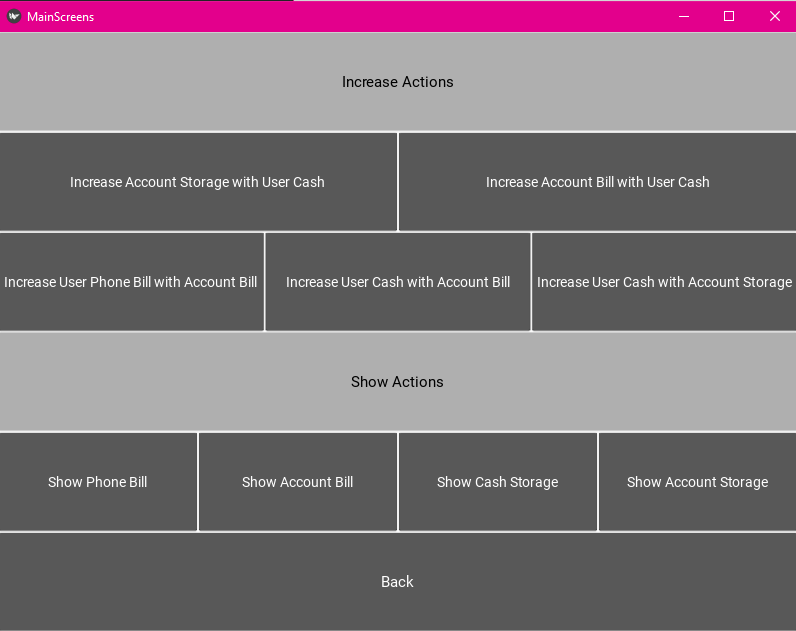 MainScreens
Increase Actions
Increase Account Storage with User Cash
Increase Account Bill with User Cash
Increase User Phone Bill with Account Bill
Increase User Cash with Account Bill
Increase User Cash with Account Storage
Show Actions
Show Phone Bill
Show Account Bill
Show Cash Storage
Show Account Storage
Back